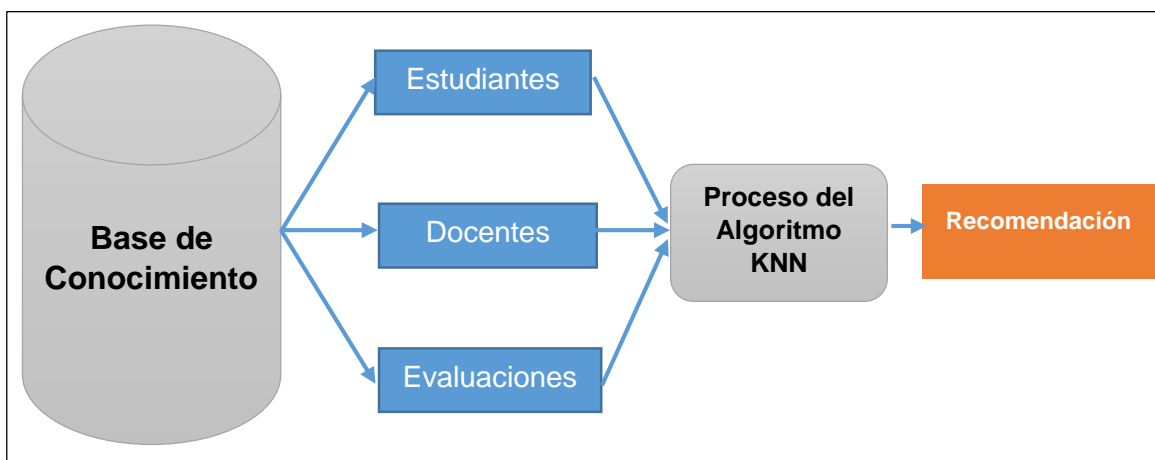 Base de
Conocimiento
Estudiantes
Docentes
Evaluaciones
Proceso del
Algoritmo
KNN
Recomendación